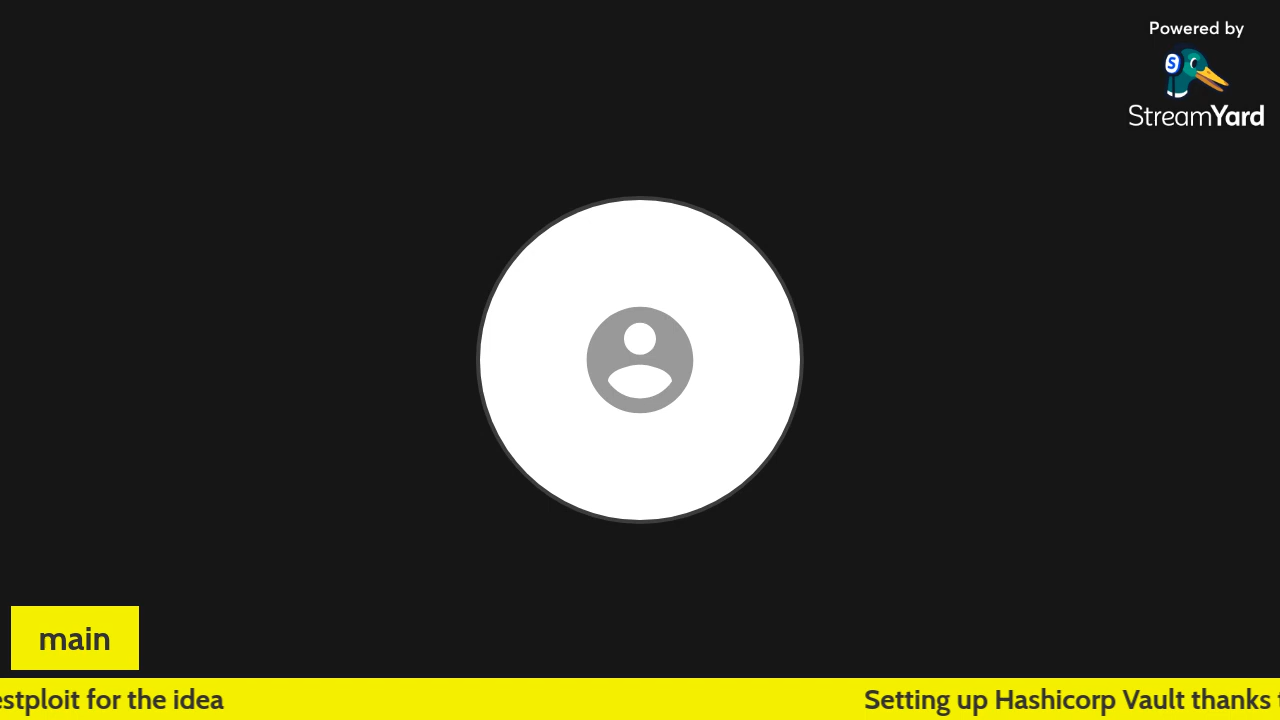 Powered by
S
StreamYard
main
estploit for the idea
Setting up Hashicorp Vault thanks